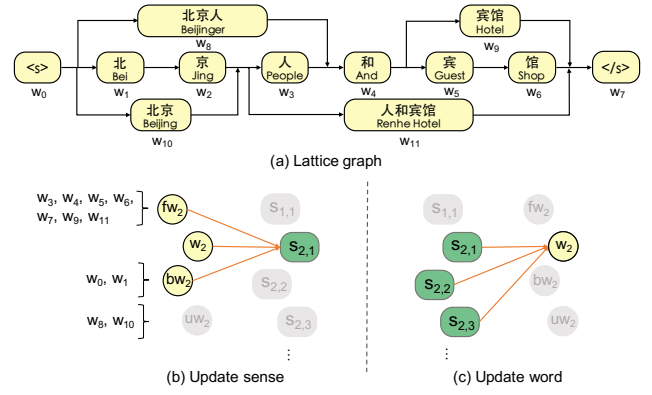 北京人
Beijinger
w8
宾馆
Hotel
w9
<s>
w0
北
Bei
w1
京
Jing
w2
人
People
w3
和
And
w4
宾
Guest
w5
馆
Shop
w6
</s>
w7
北京
Beijing
w10
人和宾馆
Renhe Hotel
w11
(a) Lattice graph
w3, w4, w5, w6,
w7, w9, w11
fw2
s1,1
w2
s2,1
w0, w1
bw2
s2,2
w8, w10
uw2
s2,3
...
(b) Update sense
s1,1
fw2
s2,1
w2
s2,2
bw2
s2,3
uw2
...
(c) Update word